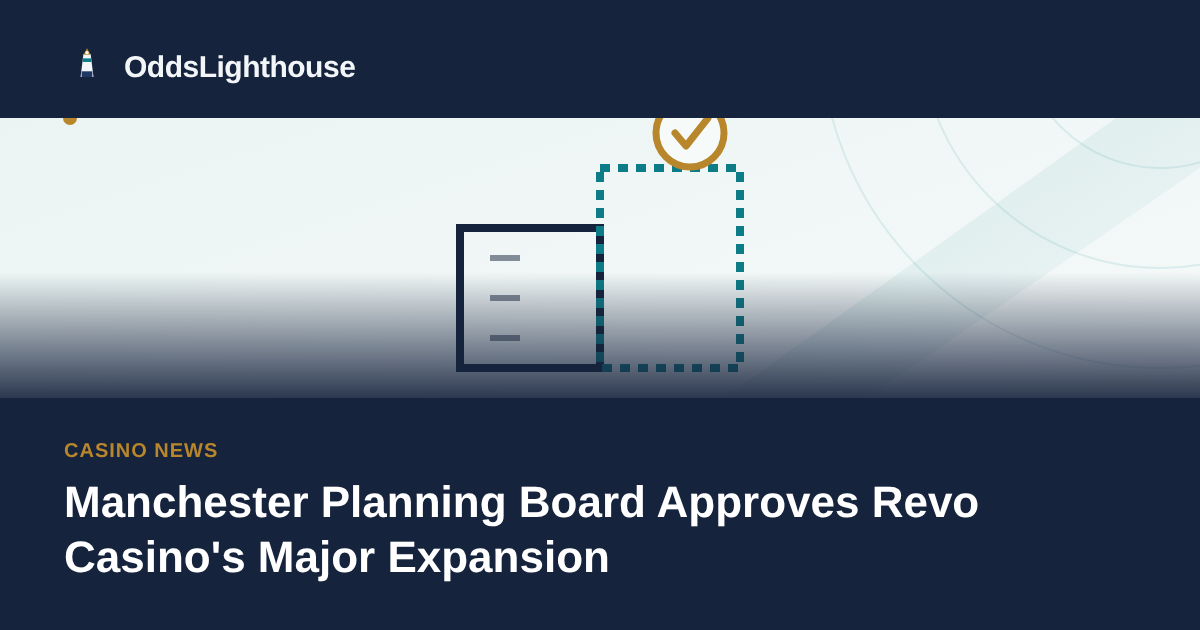 OddsLighthouse
CASINO NEWS
Manchester Planning Board Approves Revo
Casino's Major Expansion